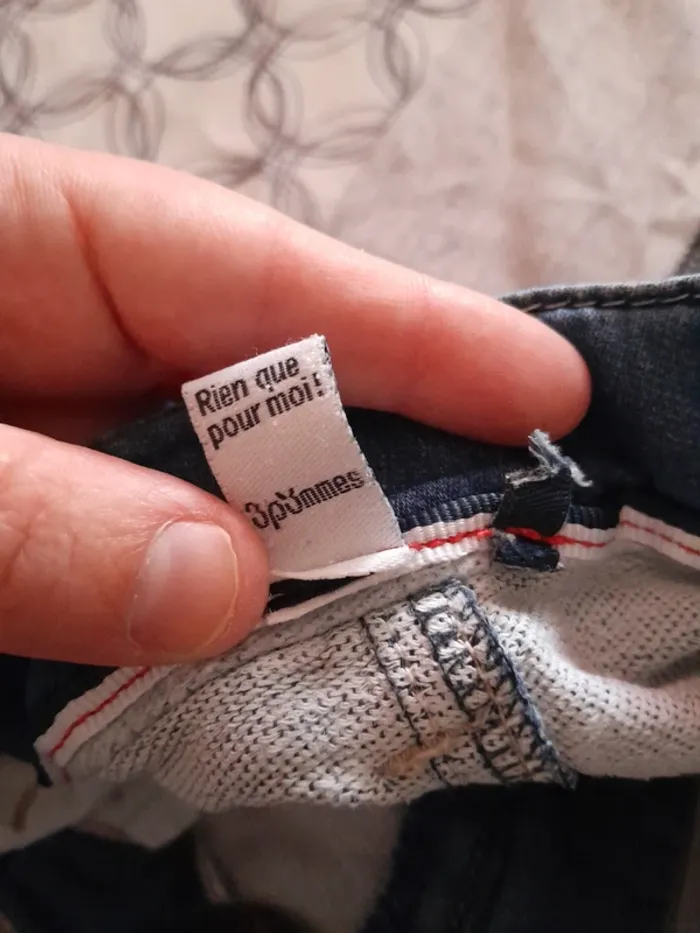 Rien que
pour moi!
3pommes